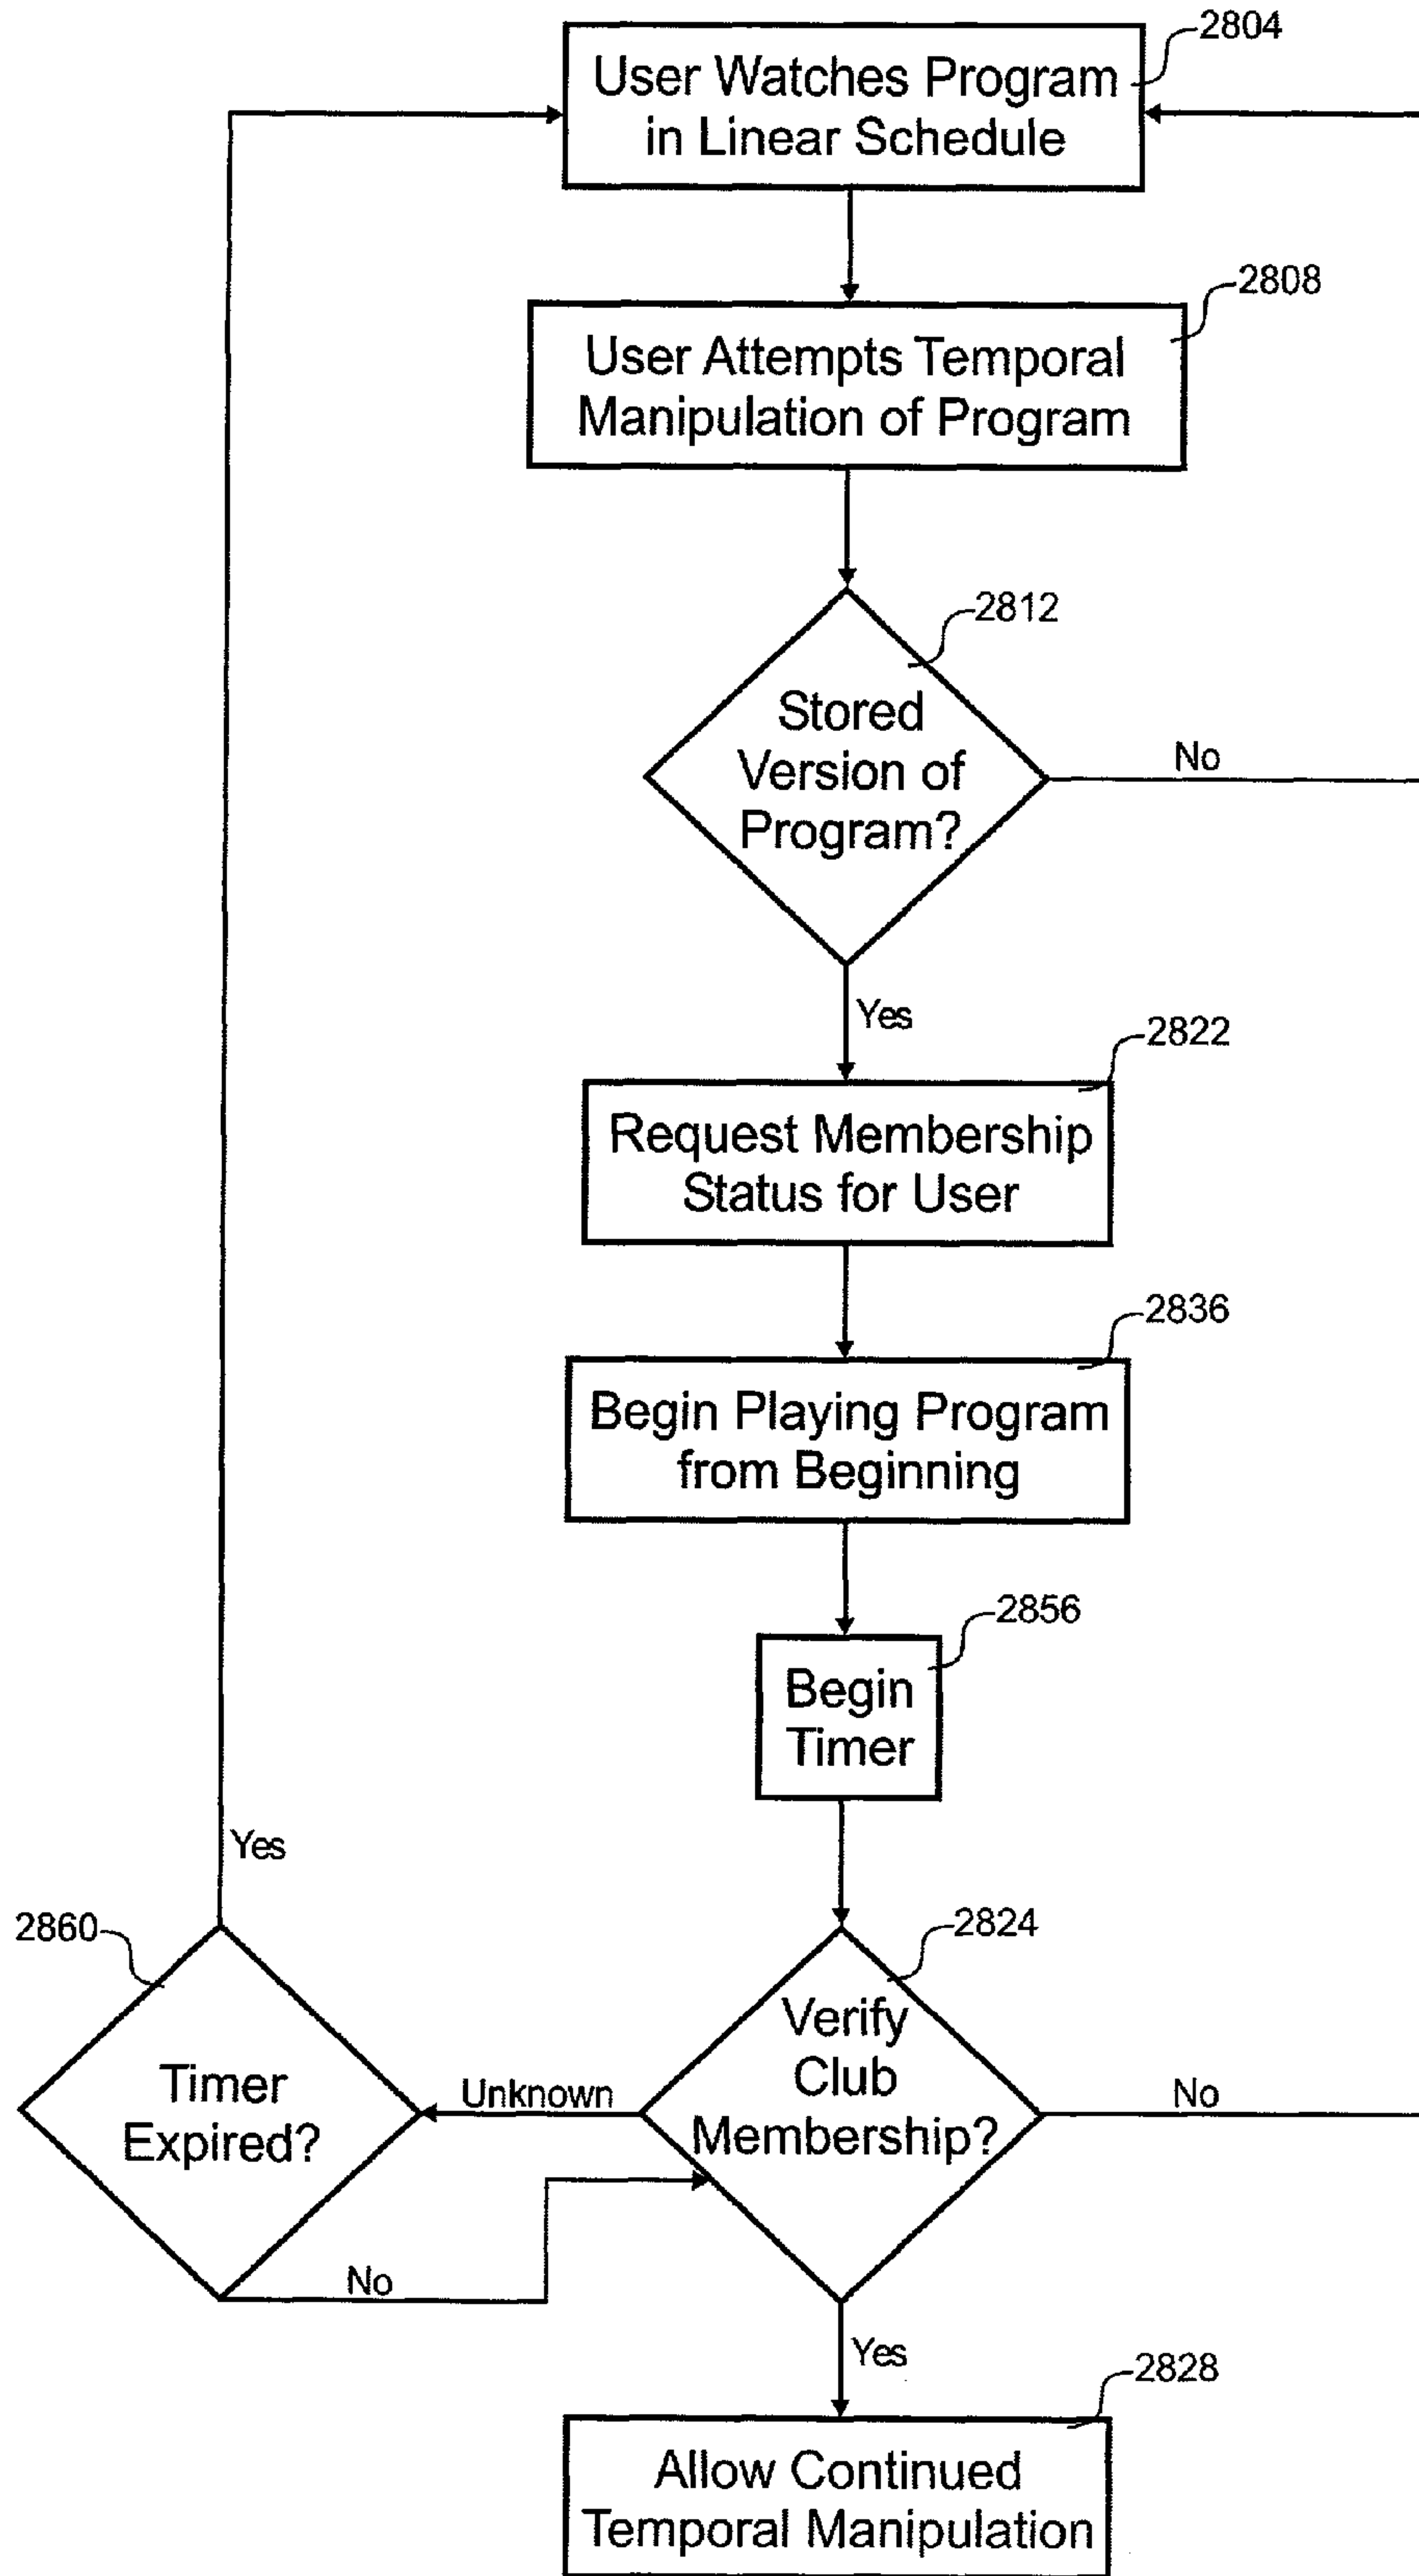 2804
User Watches Program
in Linear Schedule
2808
User Attempts Temporal
Manipulation of Program
2812
Stored
Version of
Program?
No
Yes
2822
Request Membership
Status for User
2836
Begin Playing Program
from Beginning
2856
Begin
Timer
Yes
2860
2824
Timer
Expired?
Unknown
Verify
Club
Membership?
No
No
Yes
2828
Allow Continued
Temporal Manipulation